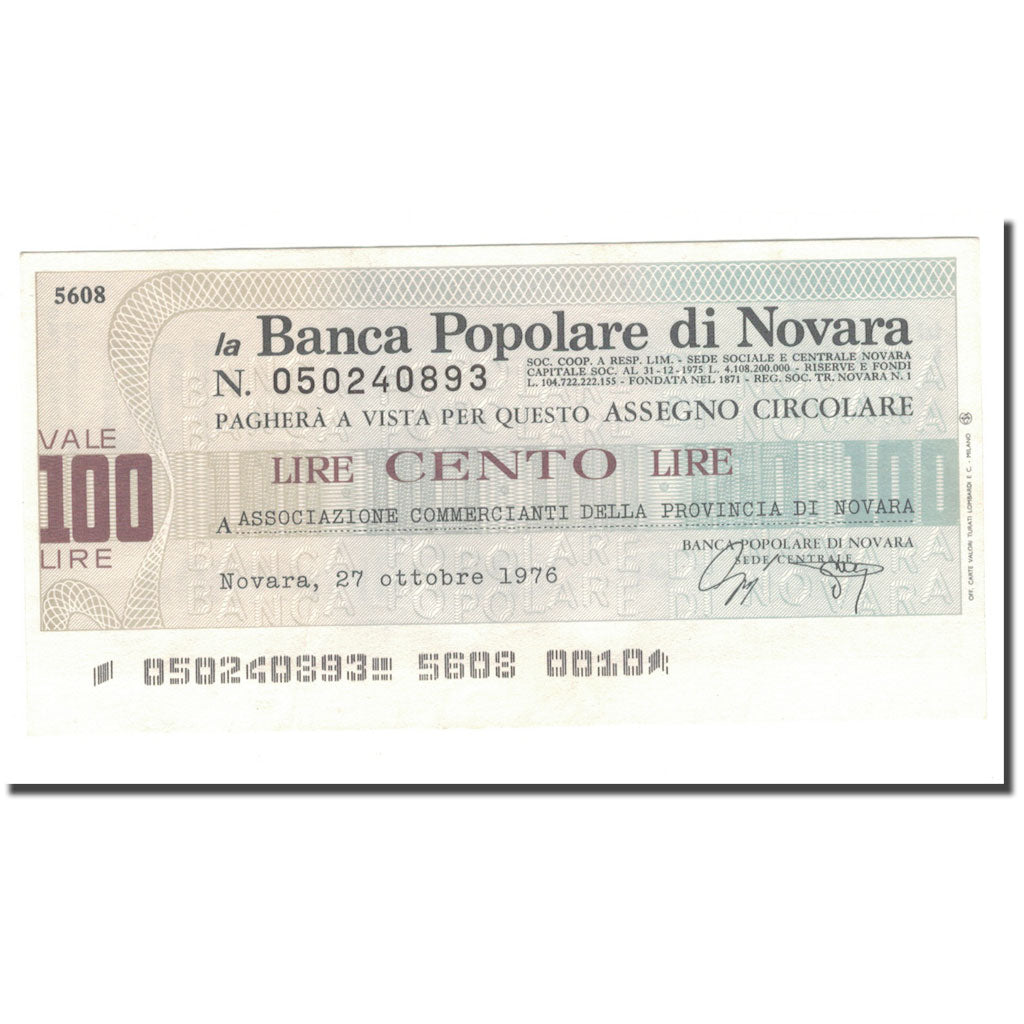 5608
la Banca Popolare di Novara
SOC. COOP. A RESP. LIM. - SEDE SOCIALE E CENTRALE NOVARA
CAPITALE SOC. AL 31-12-1975 L. 4.108.200.000 - RISERVE E FONDI
L. 104.722.222.155 - FONDATA NEL 1871 - REG. SOC. TR. NOVARA N. 1
N. 050240893
PAGHERÀ A VISTA PER QUESTO ASSEGNO CIRCOLARE
VALE
100
LIRE
LIRE CENTO LIRE
100
A ASSOCIAZIONE COMMERCIANTI DELLA PROVINCIA DI NOVARA
BANCA POPOLARE DI NOVARA
SEDE CENTRALE
Novara, 27 ottobre 1976
OFF. CARTE VALORI TURATI LOMBARDI E C. - MILANO
050240893 5608 0010